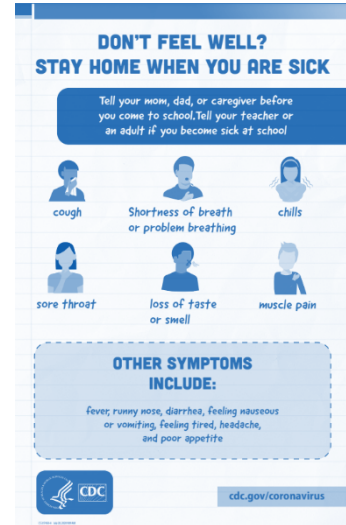 DON'T FEEL WELL?
STAY HOME WHEN YOU ARE SICK
Tell your mom, dad, or caregiver before
you come to school.Tell your teacher or
an adult if you become sick at school
cough
Shortness of breath
or problem breathing
chills
sore throat
loss of taste
or smell
muscle pain
OTHER SYMPTOMS
INCLUDE:
fever, runny nose, diarrhea, feeling nauseous
or vomiting, feeling tired, headache,
and poor appetite
CDC
cdc.gov/coronavirus